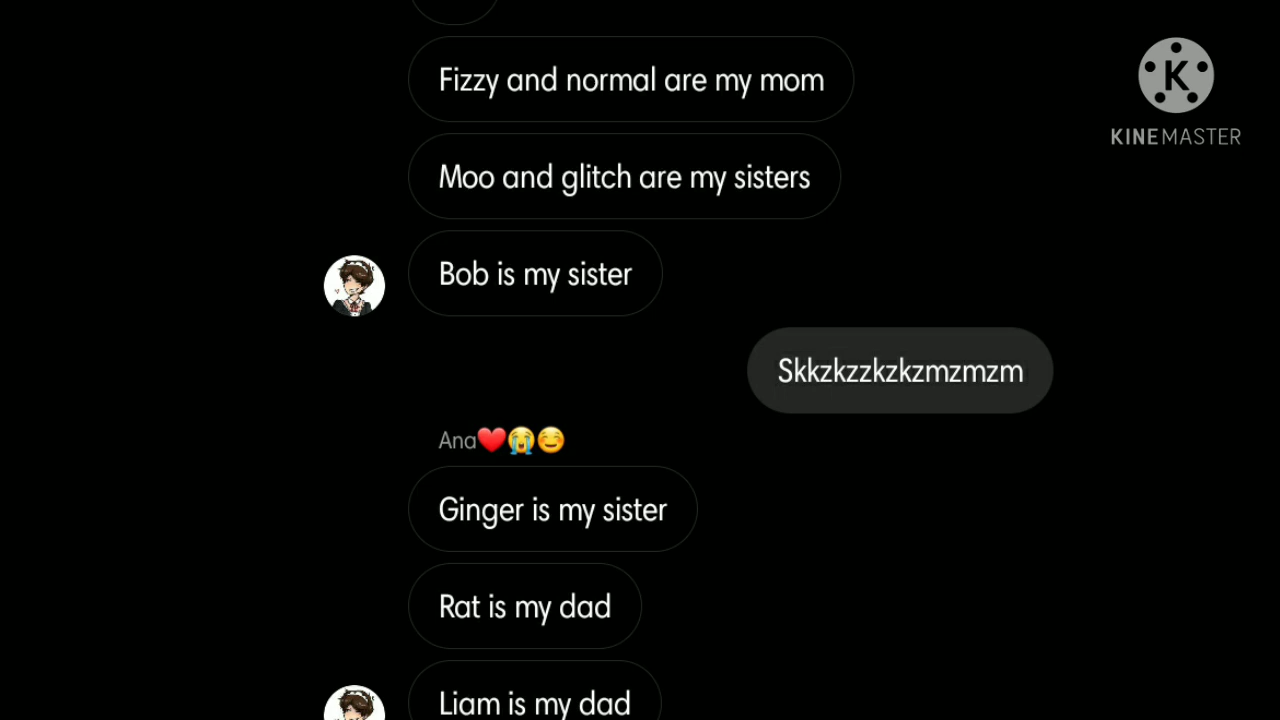 Fizzy and normal are my mom
K
KINEMASTER
Moo and glitch are my sisters
Bob is my sister
Skkzkzzkzkzmzmzm
Ana❤️😭☺️
Ginger is my sister
Rat is my dad
Liam is my dad